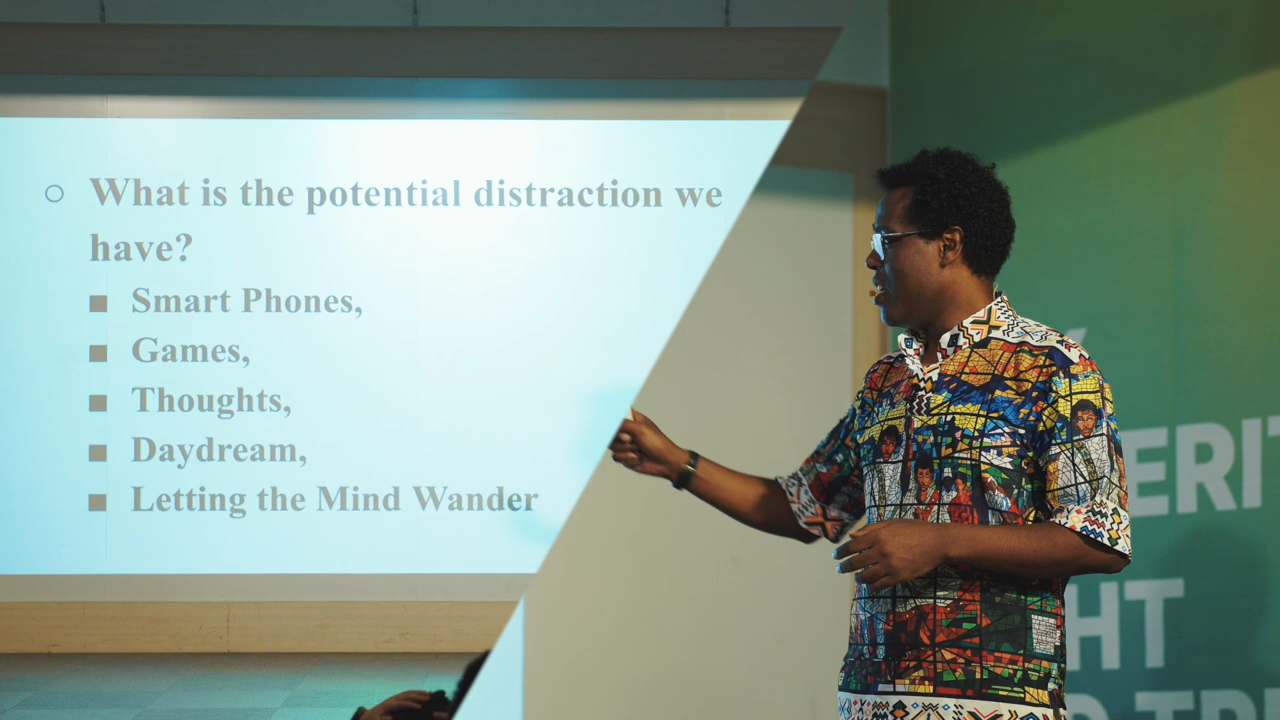 What is the potential distraction we
have?
Smart Phones,
Games,
Thoughts,
Daydream,
Letting the Mind Wander